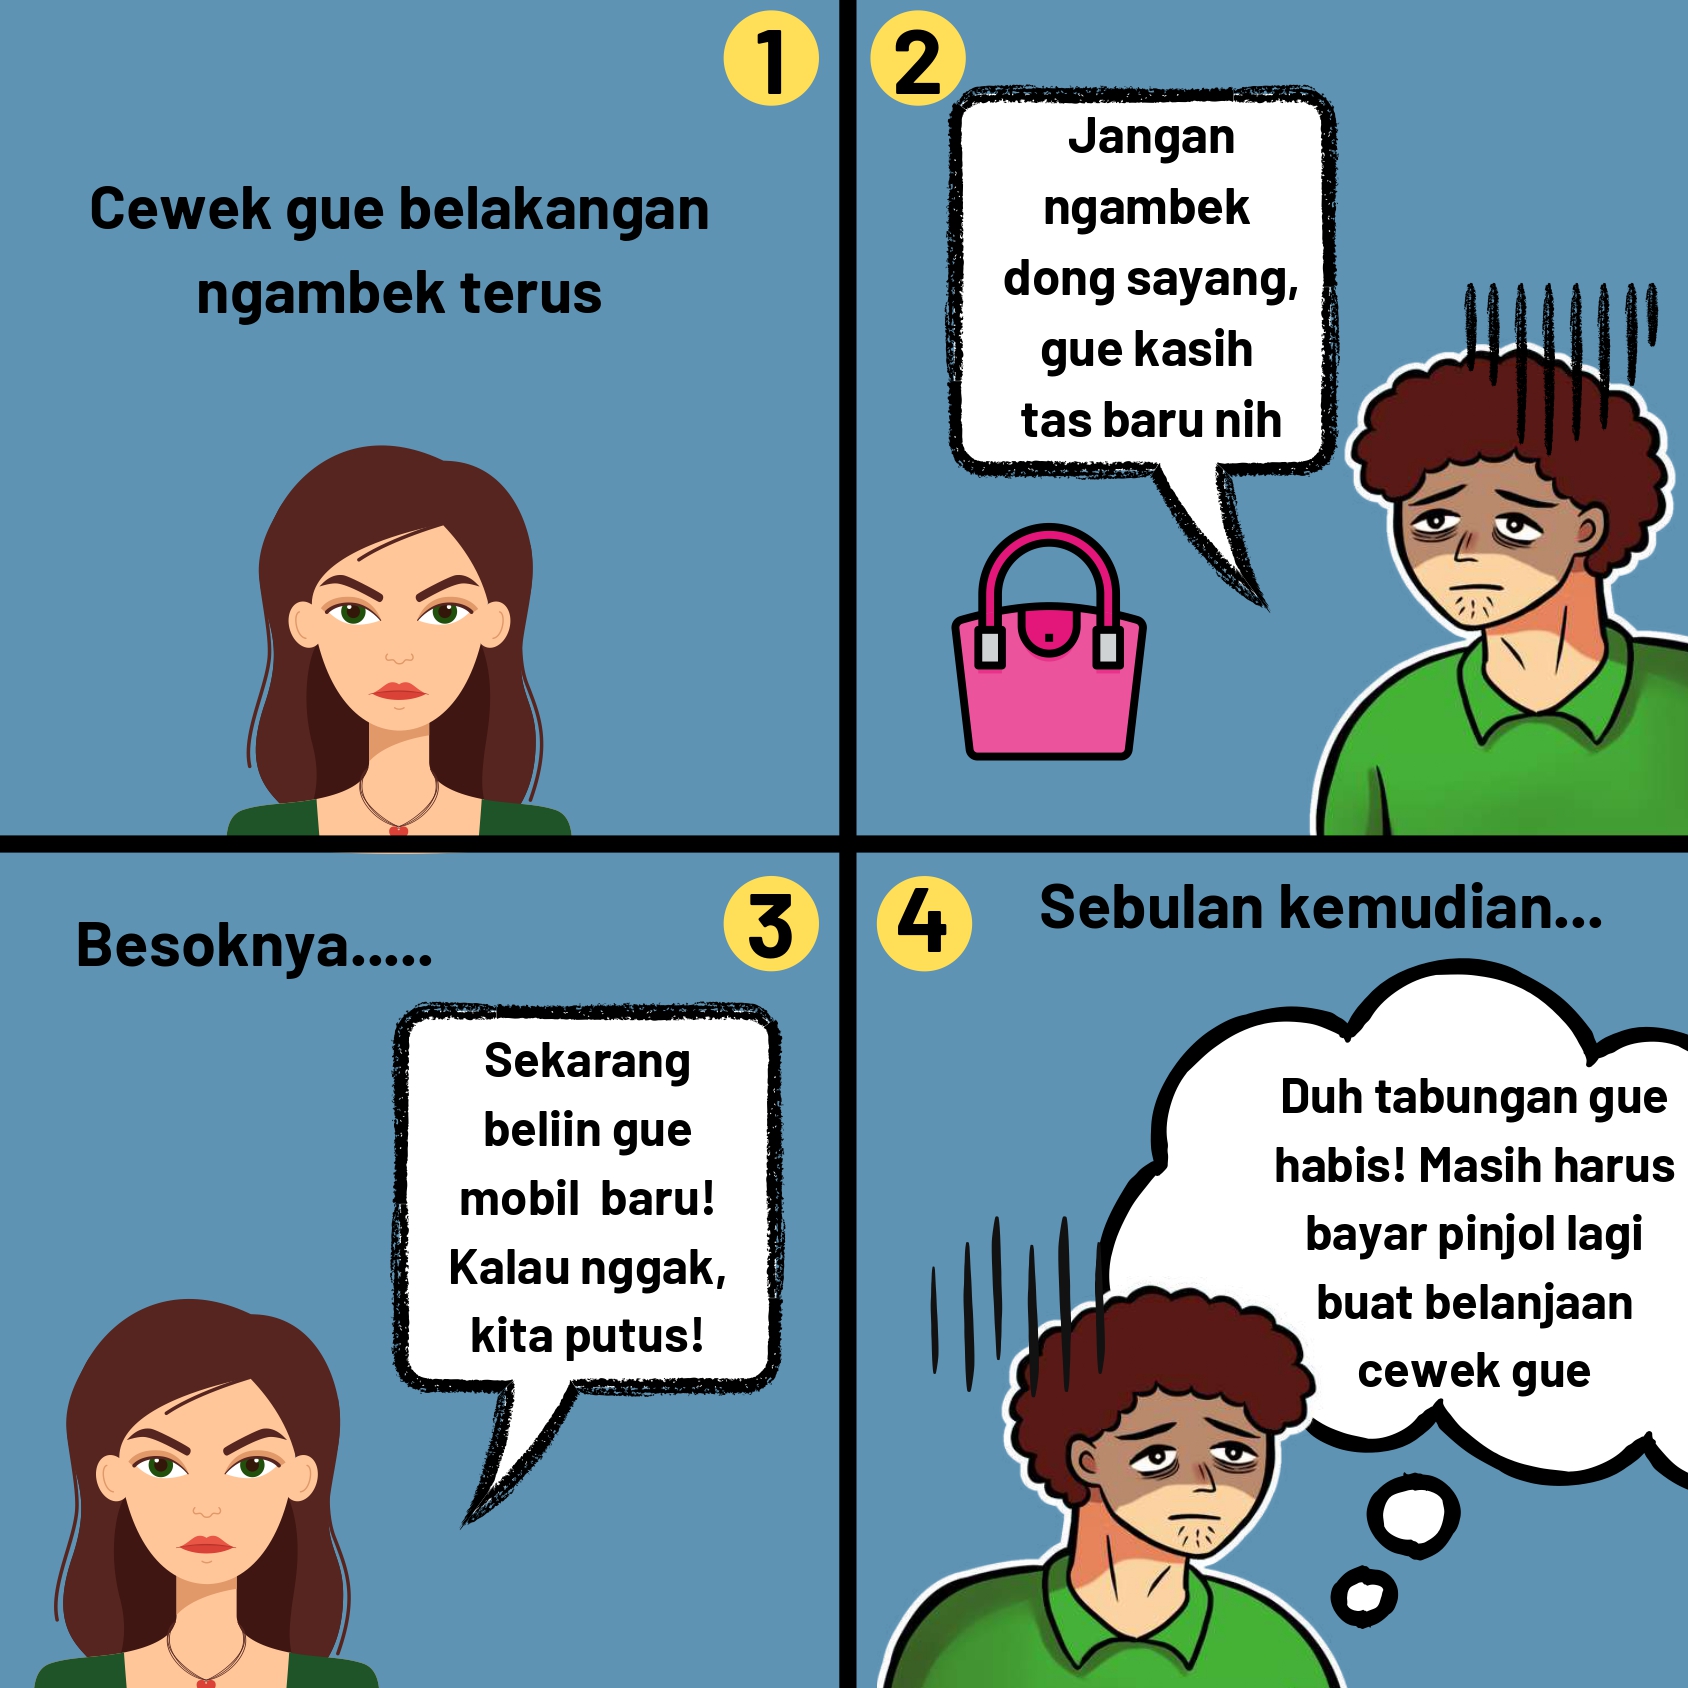 1
Cewek gue belakangan
ngambek terus
2
Jangan
ngambek
dong sayang,
gue kasih
tas baru nih
3
Besoknya.....
Sekarang
beliin gue
mobil  baru!
Kalau nggak,
kita putus!
4
Sebulan kemudian...
Duh tabungan gue
habis! Masih harus
bayar pinjol lagi
buat belanjaan
cewek gue